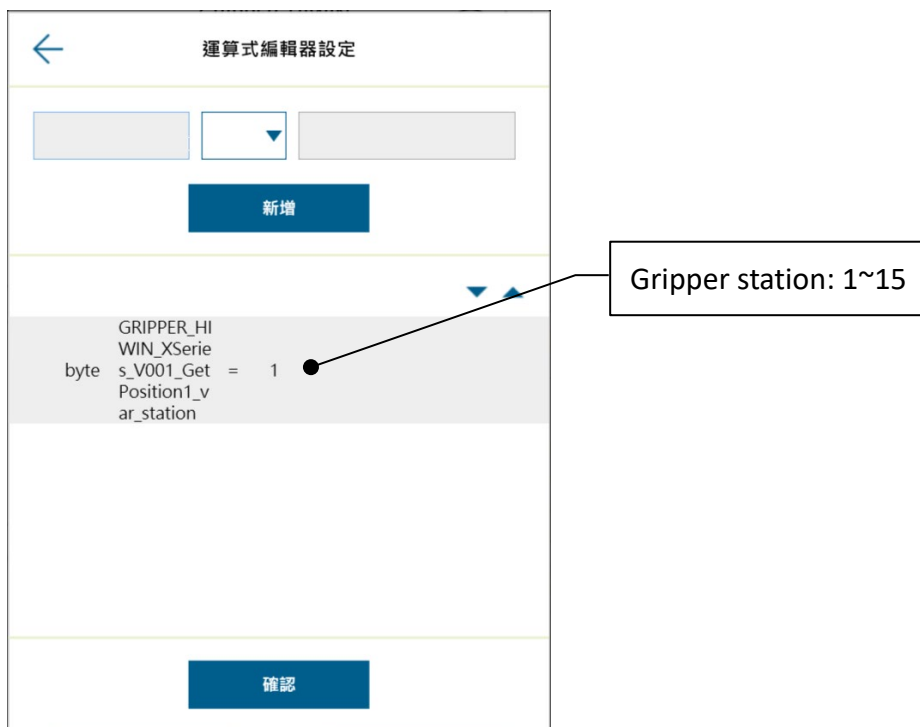 運算式編輯器設定
新增
Gripper station: 1~15
GRIPPER_HI
WIN_XSerie
byte s_V001_Get = 1
Position1_v
ar_station
確認